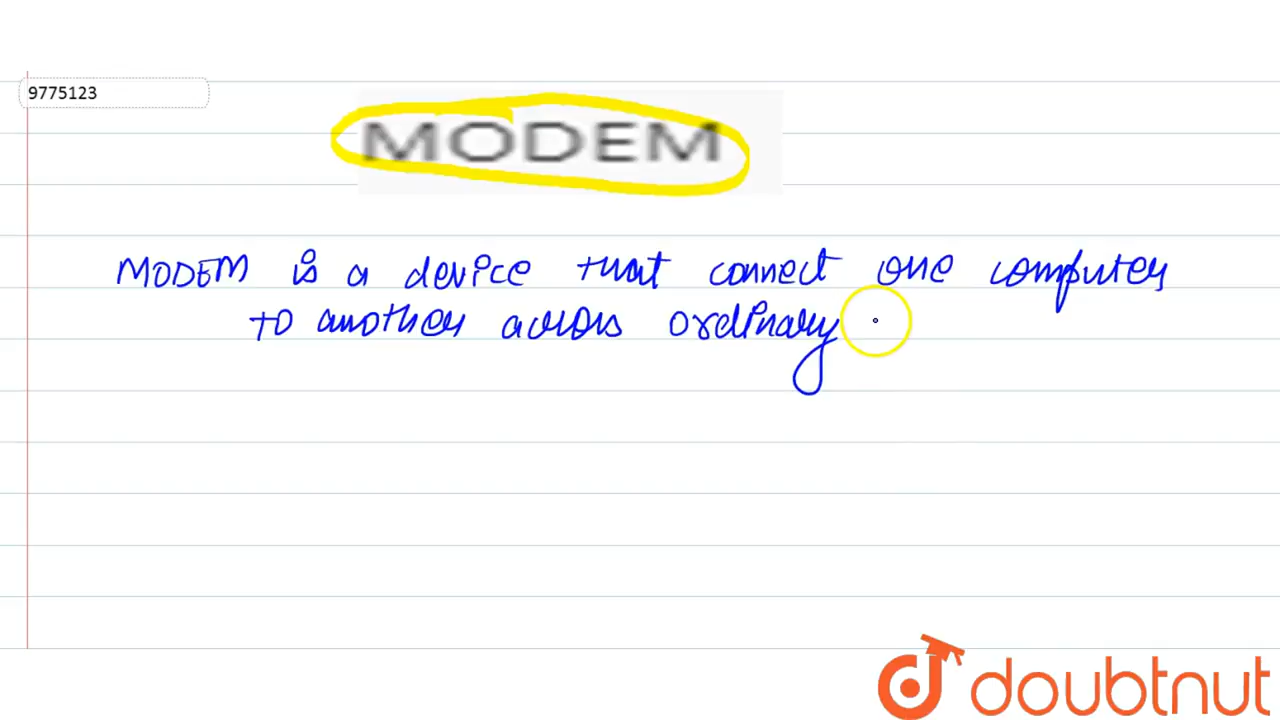 9775123
MODEM
MODEM is a device that connect one computer
to another across ordinary
doubtnut